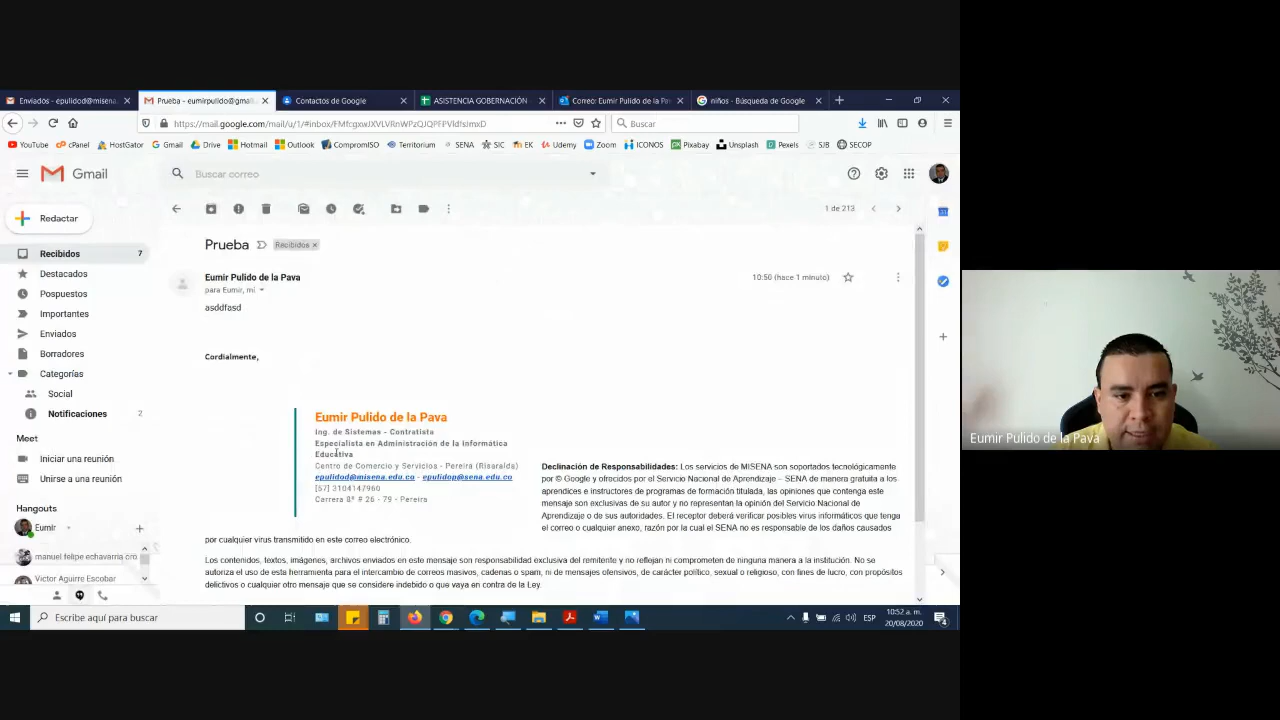 Enviados - epulidod@misena.
Prueba - eumirpulido@gmail.
Contactos de Google
ASISTENCIA GOBERNACIÓN
Correo: Eumir Pulido de la Pa
niños - Búsqueda de Google
https://mail.google.com/mail/u/1/#inbox/
Buscar
YouTube
cPanel
HostGator
Gmail
Drive
Hotmail
Outlook
CompromISO
Territorium
SENA
SIC
EK
Udemy
Zoom
ICONOS
Pixabay
Unsplash
Pexels
SJB
SECOP
Gmail
Buscar correo
Redactar
1 de 213
Recibidos 7
Destacados
Pospuestos
Importantes
Enviados
Borradores
Categorías
Social
Notificaciones 2
Meet
Iniciar una reunión
Unirse a una reunión
Hangouts
Eumir
manuel felipe echavarria cro
Victor Aguirre Escobar
Prueba Recibidos
Eumir Pulido de la Pava 10:50 (hace 1 minuto)
para Eumir, mí
asddfasd
Cordialmente,
Eumir Pulido de la Pava
Ing. de Sistemas - Contratista
Especialista en Administración de la Informática
Educativa
Centro de Comercio y Servicios - Pereira (Risaralda)
epulidod@misena.edu.co - epulidop@sena.edu.co
[57] 3104147960
Carrera 8ª # 26 - 79 - Pereira
Declinación de Responsabilidades: Los servicios de MISENA son soportados tecnológicamente
por © Google y ofrecidos por el Servicio Nacional de Aprendizaje – SENA de manera gratuita a los
aprendices e instructores de programas de formación titulada, las opiniones que contenga este
mensaje son exclusivas de su autor y no representan la opinión del Servicio Nacional de
Aprendizaje o de sus autoridades. El receptor deberá verificar posibles virus informáticos que tenga
el correo o cualquier anexo, razón por la cual el SENA no es responsable de los daños causados
por cualquier virus transmitido en este correo electrónico.
Los contenidos, textos, imágenes, archivos enviados en este mensaje son responsabilidad exclusiva del remitente y no reflejan ni comprometen de ninguna manera a la institución. No se
autoriza el uso de esta herramienta para el intercambio de correos masivos, cadenas o spam, ni de mensajes ofensivos, de carácter político, sexual o religioso, con fines de lucro, con propósitos
delictivos o cualquier otro mensaje que se considere indebido o que vaya en contra de la Ley.
Escribe aquí para buscar
ESP
10:52 a. m.
20/08/2020
4
Eumir Pulido de la Pava